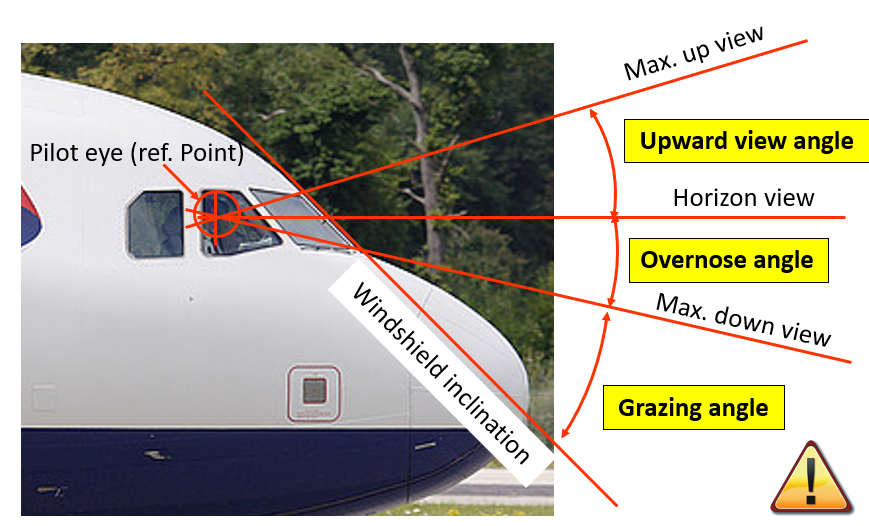 Max. up view
Pilot eye (ref. Point)
Upward view angle
Horizon view
Overnose angle
Max. down view
Windshield inclination
Grazing angle